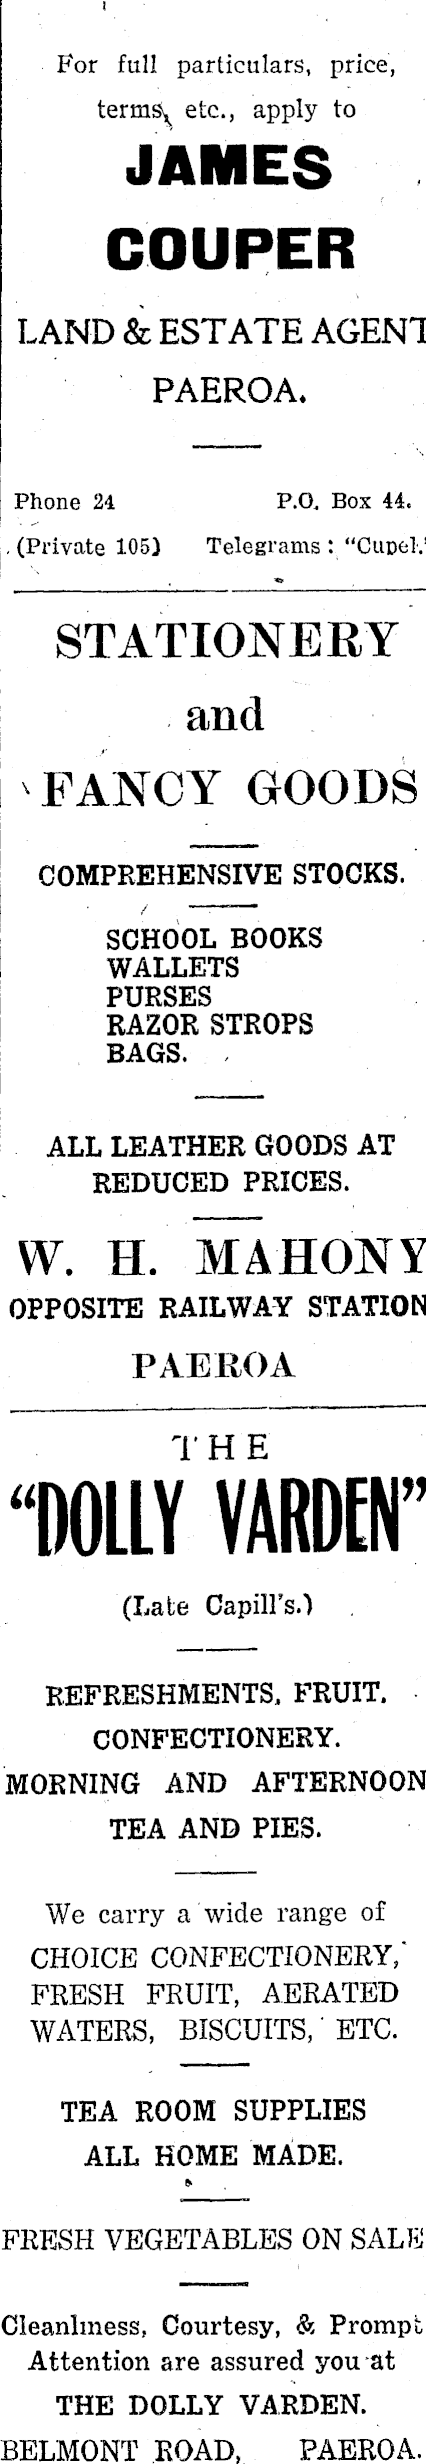 For full particulars, price,
terms, etc., apply to
JAMES
COUPER
LAND & ESTATE AGENT
PAEROA.
Phone 24 P.O. Box 44.
(Private 105) Telegrams: "Cupel."
STATIONERY
and
FANCY GOODS
COMPREHENSIVE STOCKS.
SCHOOL BOOKS
WALLETS
PURSES
RAZOR STROPS
BAGS.
ALL LEATHER GOODS AT
REDUCED PRICES.
W. H. MAHONY
OPPOSITE RAILWAY STATION
PAEROA
THE
"DOLLY VARDEN"
(Late Capill's.)
REFRESHMENTS, FRUIT.
CONFECTIONERY.
MORNING AND AFTERNOON
TEA AND PIES.
We carry a wide range of
CHOICE CONFECTIONERY,
FRESH FRUIT, AERATED
WATERS, BISCUITS, ETC.
TEA ROOM SUPPLIES
ALL HOME MADE.
FRESH VEGETABLES ON SALE
Cleanliness, Courtesy, & Prompt
Attention are assured you at
THE DOLLY VARDEN.
BELMONT ROAD, PAEROA.